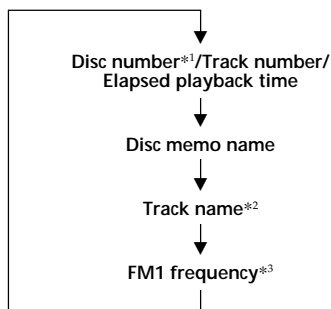 Disc number*1/Track number/
Elapsed playback time
Disc memo name
Track name*2
FM1 frequency*3